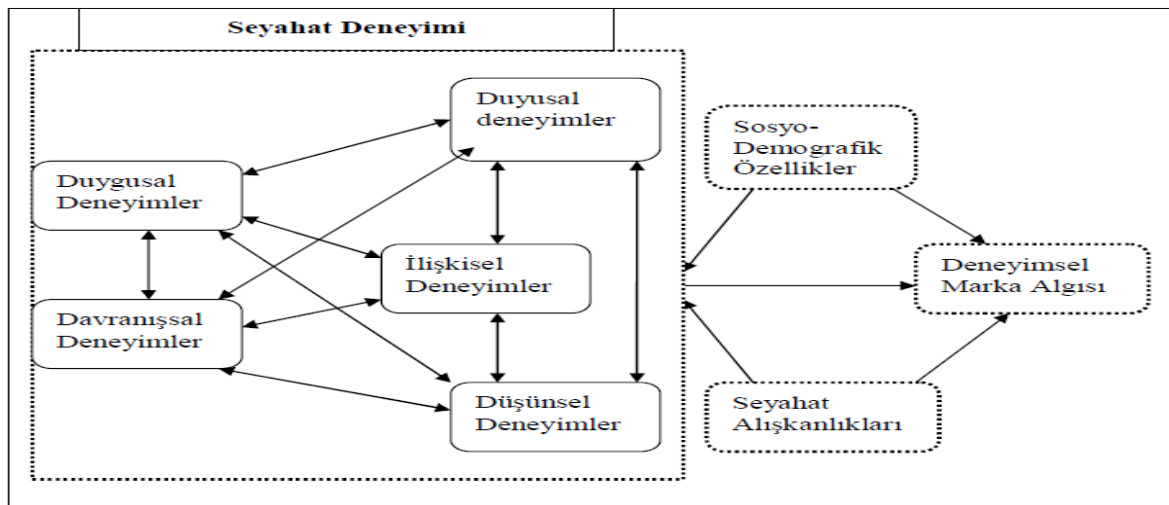 Seyahat Deneyimi
Duyusal
deneyimler
Duygusal
Deneyimler
İlişkisel
Deneyimler
Davranışsal
Deneyimler
Düşünsel
Deneyimler
Sosyo-
Demografik
Özellikler
Deneyimsel
Marka Algısı
Seyahat
Alışkanlıkları